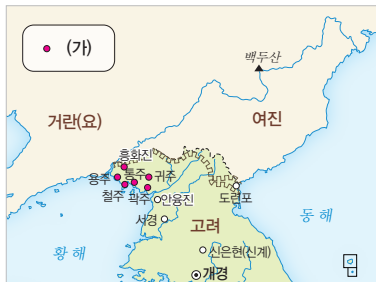 (가)
백두산
거란(요)
여진
흥화진
용주
통주
귀주
철주
곽주
안융진
도련포
서경
고려
동해
황해
신은현(신계)
개경